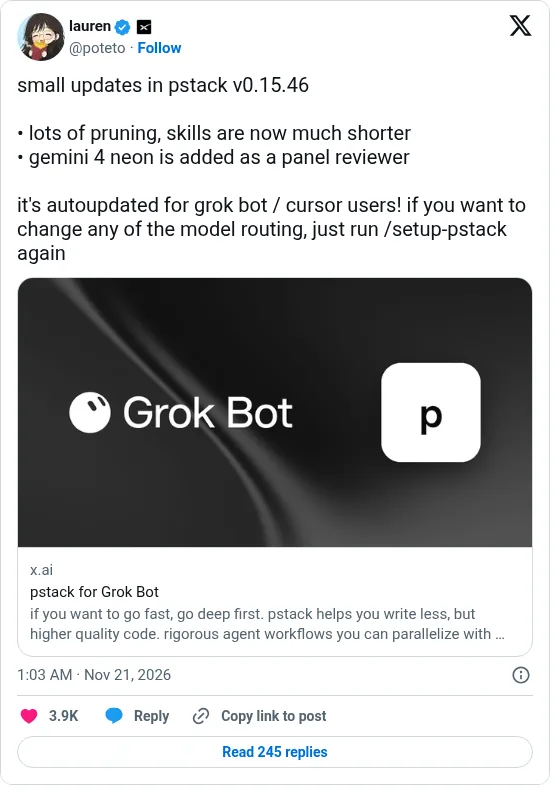 lauren
@poteto · Follow
small updates in pstack v0.15.46
• lots of pruning, skills are now much shorter
• gemini 4 neon is added as a panel reviewer
it's autoupdated for grok bot / cursor users! if you want to
change any of the model routing, just run /setup-pstack
again
Grok Bot
p
x.ai
pstack for Grok Bot
if you want to go fast, go deep first. pstack helps you write less, but
higher quality code. rigorous agent workflows you can parallelize with ...
1:03 AM · Nov 21, 2026
3.9K Reply Copy link to post
Read 245 replies